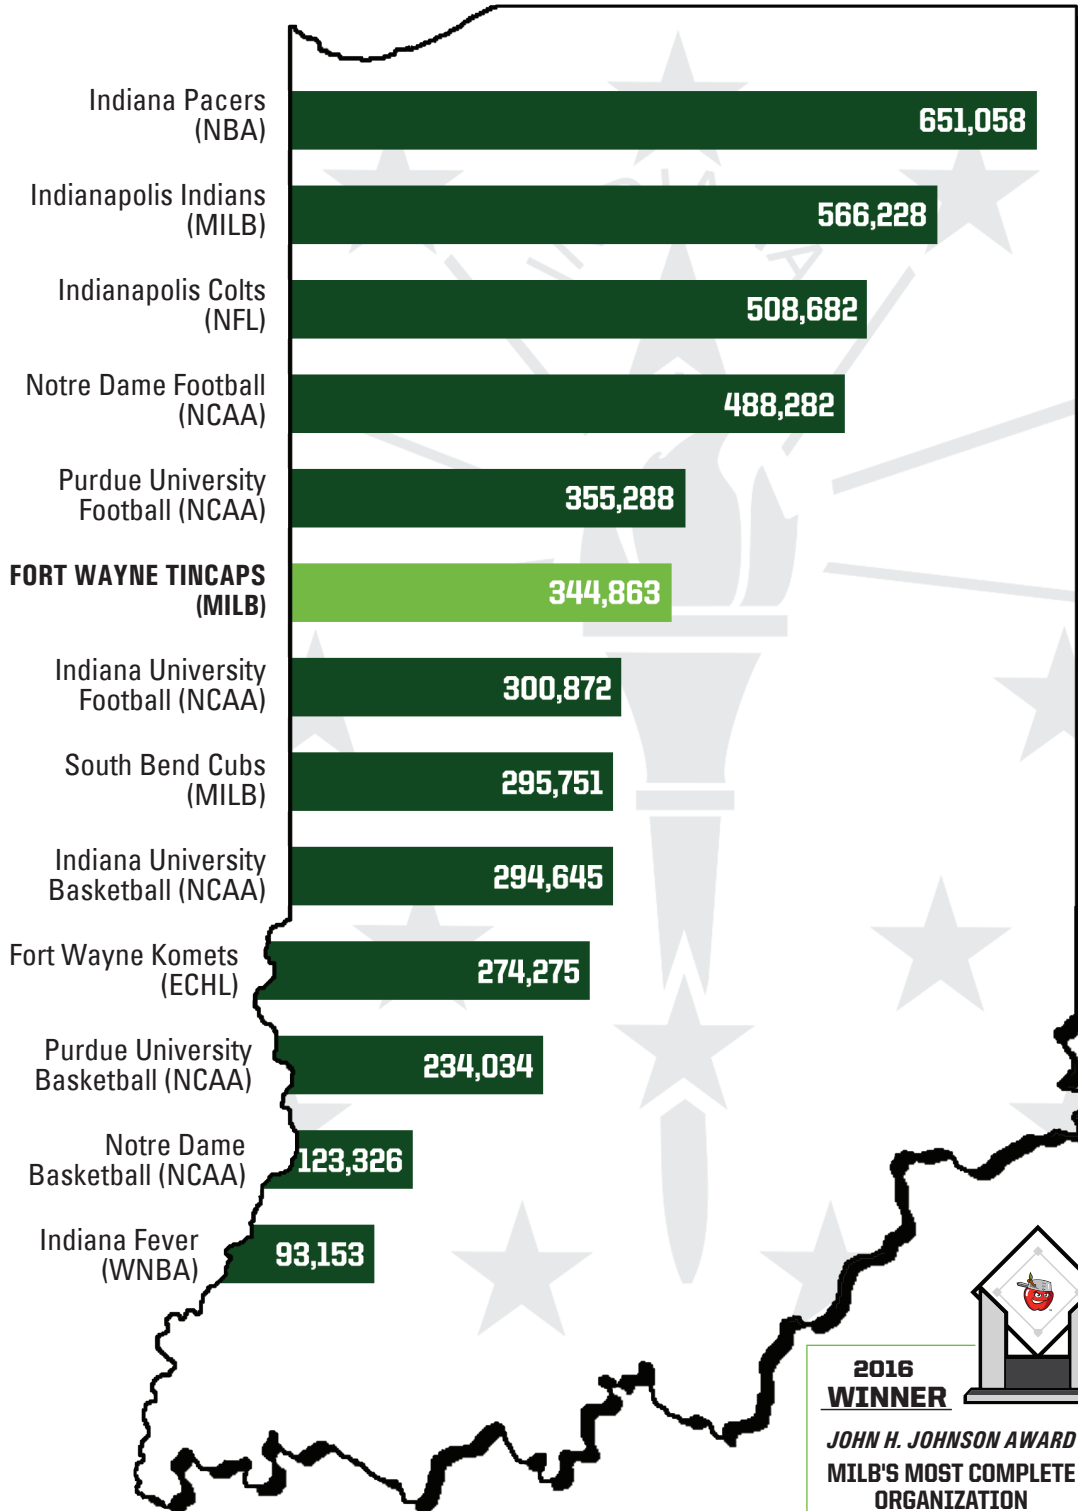 Indiana Pacers
(NBA)
651,058
Indianapolis Indians
(MILB)
566,228
Indianapolis Colts
(NFL)
508,682
Notre Dame Football
(NCAA)
488,282
Purdue University
Football (NCAA)
355,288
FORT WAYNE TINCAPS
(MILB)
344,863
Indiana University
Football (NCAA)
300,872
South Bend Cubs
(MILB)
295,751
Indiana University
Basketball (NCAA)
294,645
Fort Wayne Komets
(ECHL)
274,275
Purdue University
Basketball (NCAA)
234,034
Notre Dame
Basketball (NCAA)
123,326
Indiana Fever
(WNBA)
93,153
INDIANA
2016
WINNER
JOHN H. JOHNSON AWARD
MILB'S MOST COMPLETE
ORGANIZATION